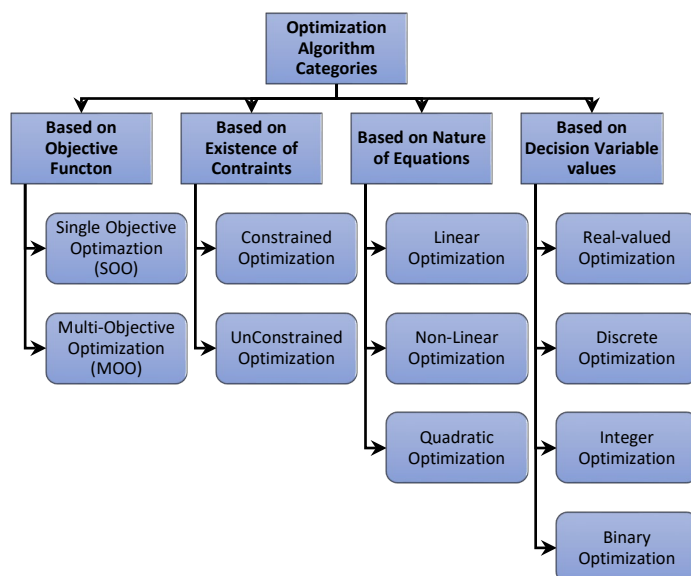 Optimization
Algorithm
Categories
Based on
Objective
Functon
Based on
Existence of
Contraints
Based on Nature
of Equations
Based on
Decision Variable
values
Single Objective
Optimaztion
(SOO)
Multi-Objective
Optimization
(MOO)
Constrained
Optimization
UnConstrained
Optimization
Linear
Optimization
Non-Linear
Optimization
Quadratic
Optimization
Real-valued
Optimization
Discrete
Optimization
Integer
Optimization
Binary
Optimization